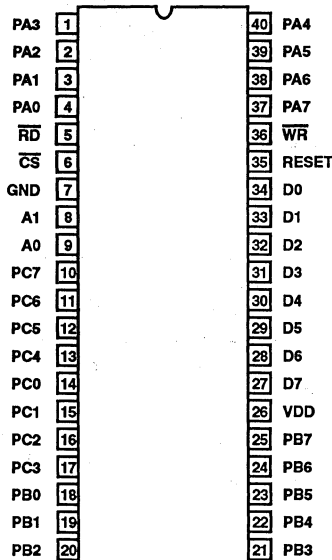 PA3 1 40 PA4
PA2 2 39 PA5
PA1 3 38 PA6
PA0 4 37 PA7
RD 5 36 WR
CS 6 35 RESET
GND 7 34 D0
A1 8 33 D1
A0 9 32 D2
PC7 10 31 D3
PC6 11 30 D4
PC5 12 29 D5
PC4 13 28 D6
PC0 14 27 D7
PC1 15 26 VDD
PC2 16 25 PB7
PC3 17 24 PB6
PB0 18 23 PB5
PB1 19 22 PB4
PB2 20 21 PB3